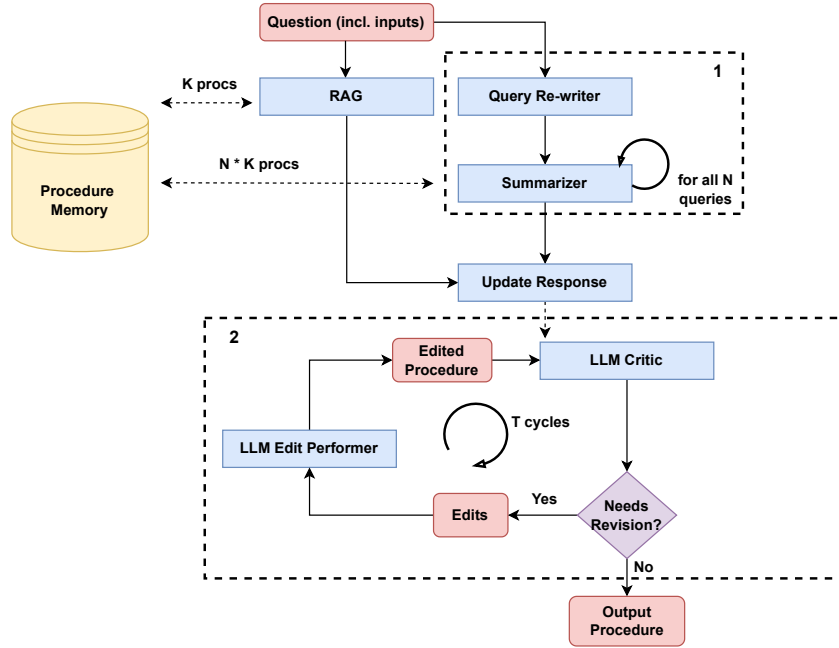 Question (incl. inputs)
1
K procs
RAG
Query Re-writer
N * K procs
Procedure
Memory
Summarizer
for all N
queries
Update Response
2
Edited
Procedure
LLM Critic
T cycles
LLM Edit Performer
Edits
Yes
Needs
Revision?
No
Output
Procedure